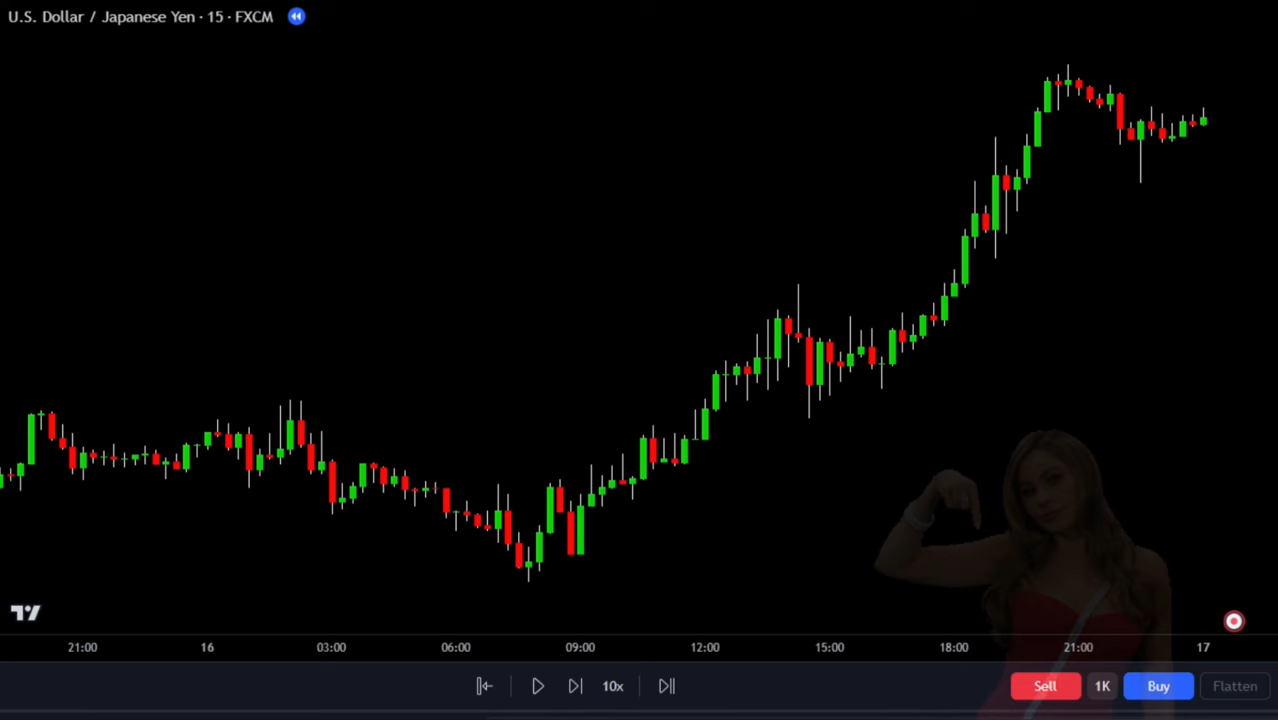 U.S. Dollar / Japanese Yen · 15 · FXCM
21:00 16 03:00 06:00 09:00 12:00 15:00 18:00 21:00 17
10x Sell 1K Buy Flatten